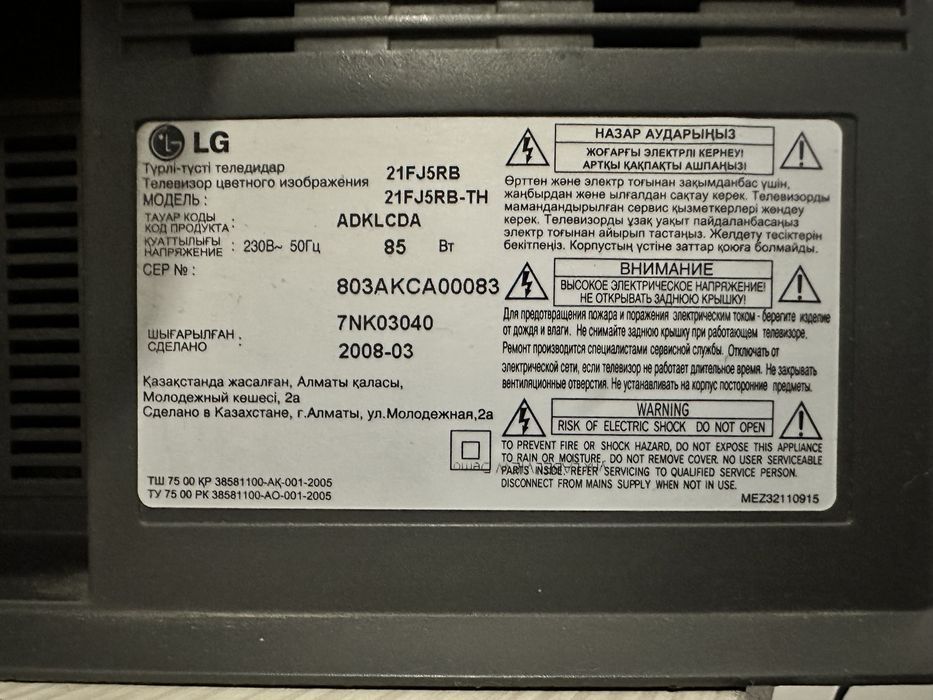 LG
Түрлі-түсті теледидар
Телевизор цветного изображения
21FJ5RB
МОДЕЛЬ :
21FJ5RB-TH
ТАУАР КОДЫ
КОД ПРОДУКТА :
ADKLCDA
ҚУАТТЫЛЫҒЫ
НАПРЯЖЕНИЕ : 230В~ 50Гц
85 Вт
СЕР № :
803AKCA00083
7NK03040
ШЫҒАРЫЛҒАН
СДЕЛАНО :
2008-03
Қазақстанда жасалған, Алматы қаласы,
Молодежный көшесі, 2а
Сделано в Казахстане, г.Алматы, ул.Молодежная,2а
ТШ 75 00 ҚР 38581100-АҚ-001-2005
ТУ 75 00 РК 38581100-АО-001-2005
НАЗАР АУДАРЫҢЫЗ
ЖОҒАРҒЫ ЭЛЕКТРЛІ КЕРНЕУ!
АРТҚЫ ҚАҚПАҚТЫ АШПАҢЫЗ!
Өрттен және электр тоғынан зақымданбас үшін,
жаңбырдан және ылғалдан сақтау керек. Телевизорды
мамандандырылған сервис қызметкерлері жөндеу
керек. Телевизорды ұзақ уақыт пайдаланбасаңыз
электр тоғынан айырып тастаңыз. Желдету тесіктерін
бекітпеңіз. Корпустың үстіне заттар қоюға болмайды.
ВНИМАНИЕ
ВЫСОКОЕ ЭЛЕКТРИЧЕСКОЕ НАПРЯЖЕНИЕ!
НЕ ОТКРЫВАТЬ ЗАДНЮЮ КРЫШКУ!
Для предотвращения пожара и поражения электрическим током - берегите изделие
от дождя и влаги. Не снимайте заднюю крышку при работающем телевизоре.
Ремонт производится специалистами сервисной службы. Отключать от
электрической сети, если телевизор не работает длительное время. Не закрывать
вентиляционные отверстия. Не устанавливать на корпус посторонние предметы.
WARNING
RISK OF ELECTRIC SHOCK DO NOT OPEN
TO PREVENT FIRE OR SHOCK HAZARD, DO NOT EXPOSE THIS APPLIANCE
TO RAIN OR MOISTURE. DO NOT REMOVE COVER. NO USER SERVICEABLE
PARTS INSIDE. REFER SERVICING TO QUALIFIED SERVICE PERSON.
DISCONNECT FROM MAINS SUPPLY WHEN NOT IN USE.
MEZ32110915